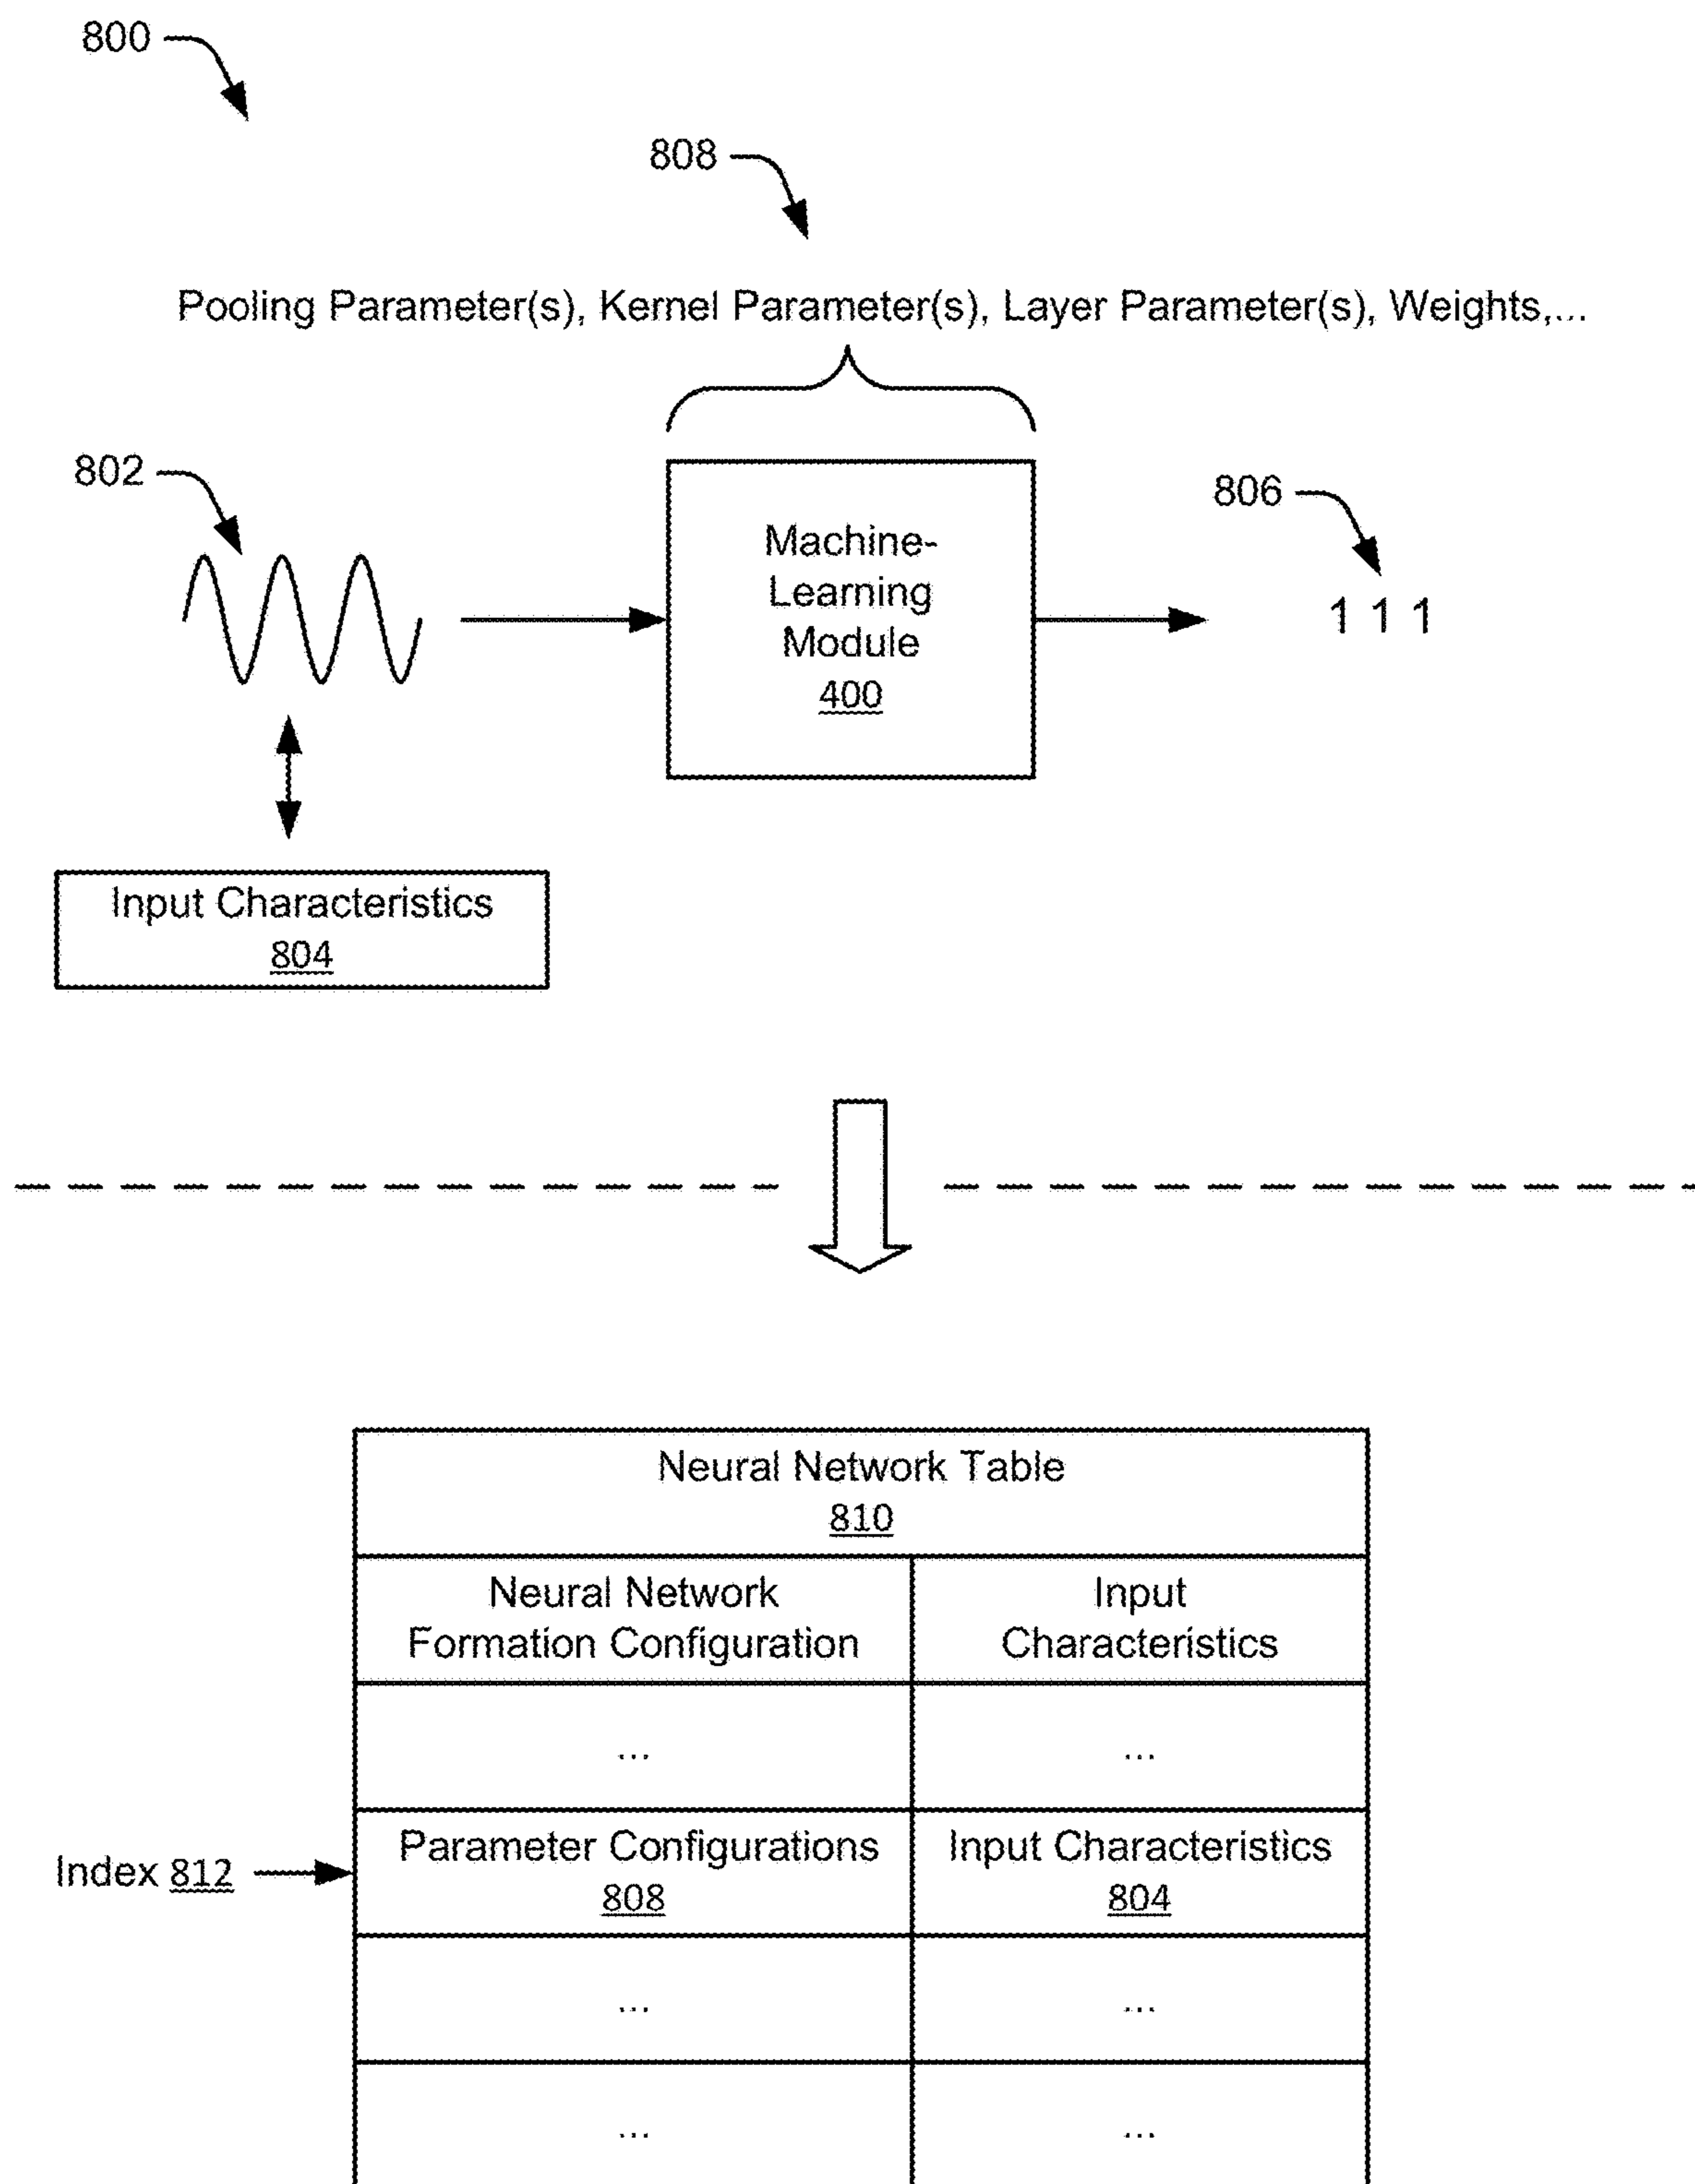 800
808
Pooling Parameter(s), Kernel Parameter(s), Layer Parameter(s), Weights,...
802
806
Machine-
Learning
Module
400
1 1 1
Input Characteristics
804
Neural Network Table
810
Neural Network
Formation Configuration
Input
Characteristics
...
...
Index 812
Parameter Configurations
808
Input Characteristics
804
...
...
...
...